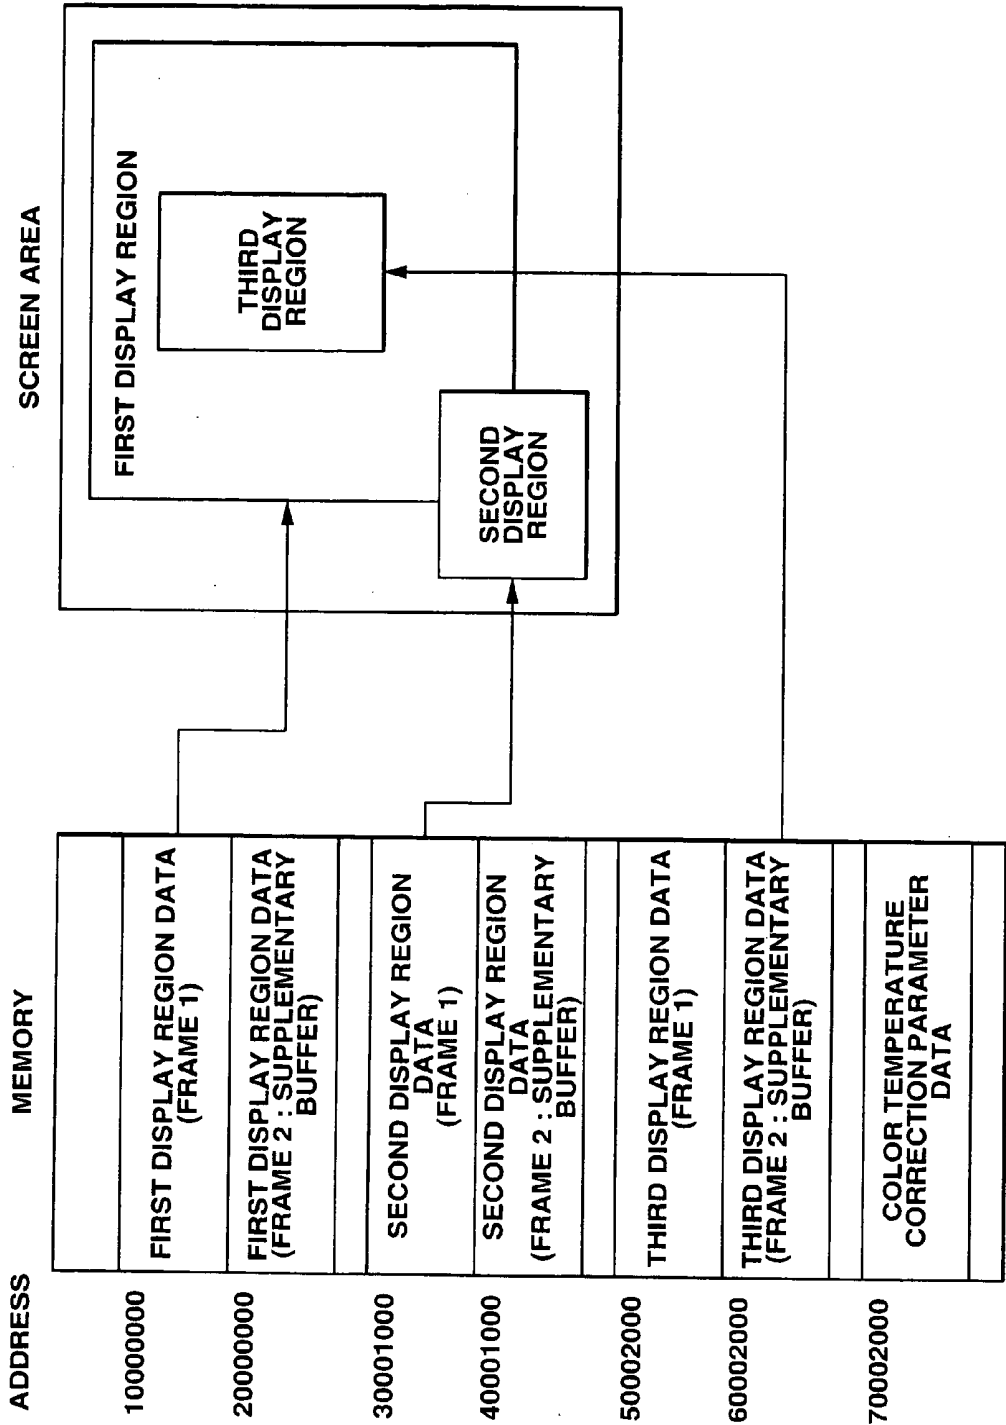 ADDRESS
MEMORY
SCREEN AREA
10000000
FIRST DISPLAY REGION DATA
(FRAME 1)
20000000
FIRST DISPLAY REGION DATA
(FRAME 2 : SUPPLEMENTARY
BUFFER)
30001000
SECOND DISPLAY REGION
DATA
(FRAME 1)
40001000
SECOND DISPLAY REGION
DATA
(FRAME 2 : SUPPLEMENTARY
BUFFER)
50002000
THIRD DISPLAY REGION DATA
(FRAME 1)
60002000
THIRD DISPLAY REGION DATA
(FRAME 2 : SUPPLEMENTARY
BUFFER)
70002000
COLOR TEMPERATURE
CORRECTION PARAMETER
DATA
FIRST DISPLAY REGION
THIRD
DISPLAY
REGION
SECOND
DISPLAY
REGION